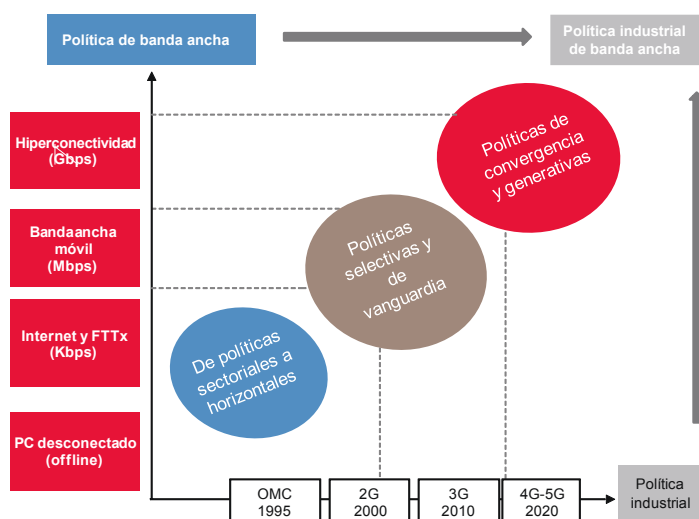 Política de banda ancha
Política industrial
de banda ancha
Hiperconectividad
(Gbps)
Bandaancha
móvil
(Mbps)
Internet y FTTx
(Kbps)
PC desconectado
(offline)
Políticas de
convergencia
y generativas
Políticas
selectivas y
de
vanguardia
De políticas
sectoriales a
horizontales
OMC
1995
2G
2000
3G
2010
4G-5G
2020
Política
industrial